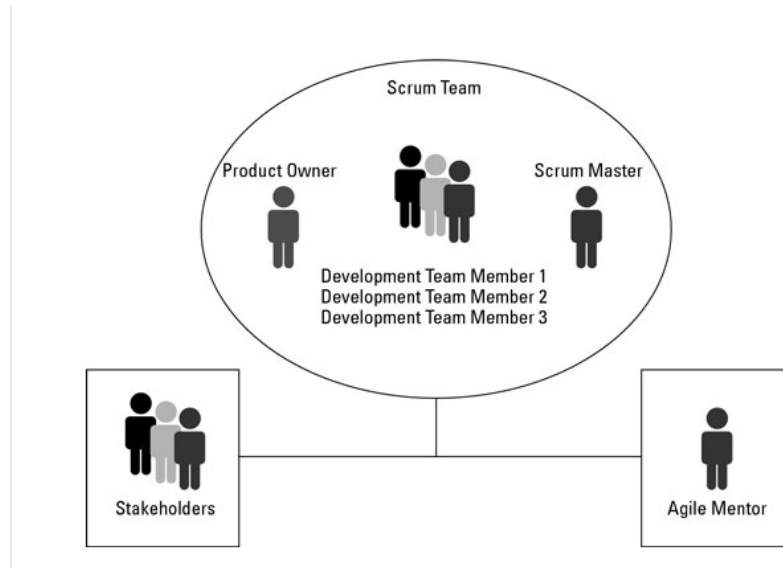 Scrum Team
Product Owner
Scrum Master
Development Team Member 1
Development Team Member 2
Development Team Member 3
Stakeholders
Agile Mentor